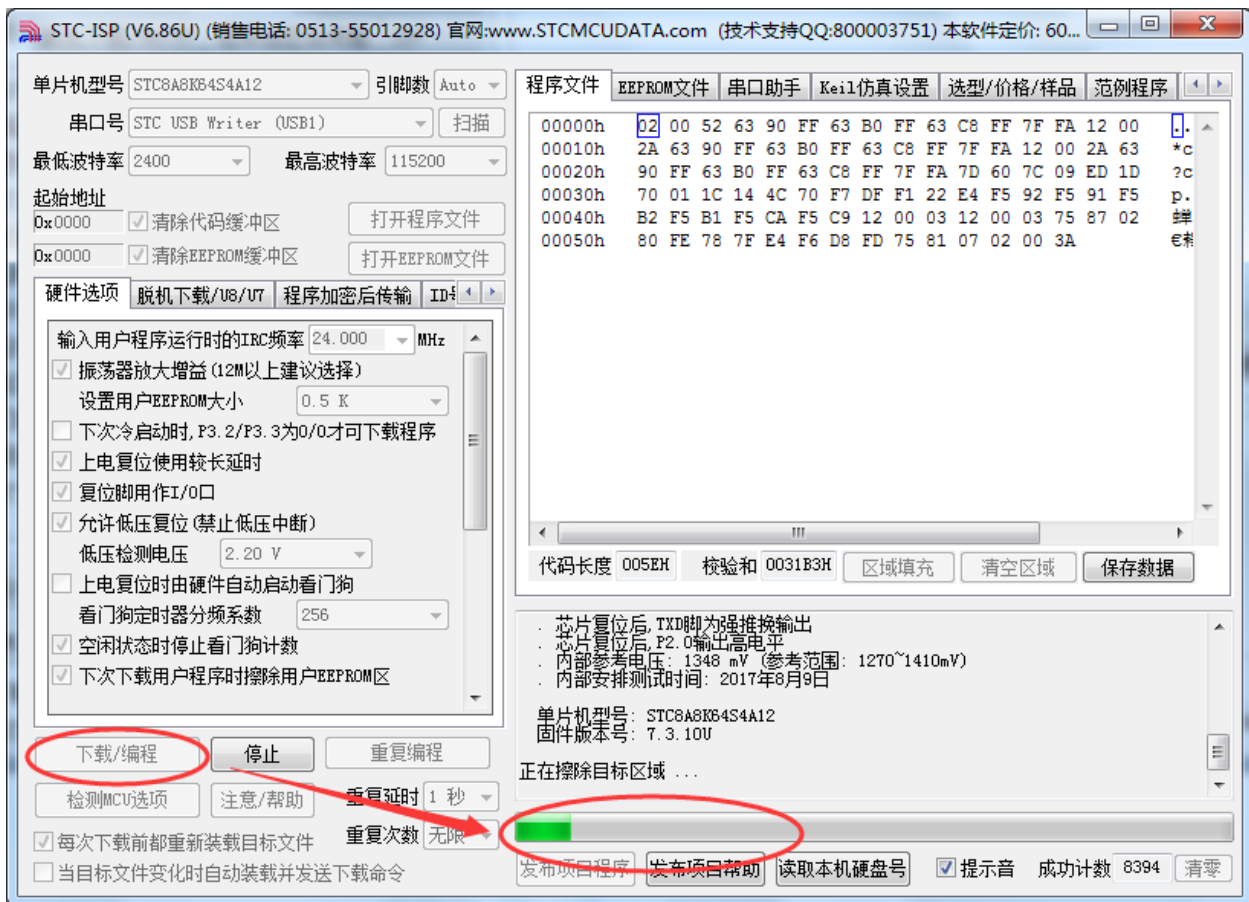 STC-ISP (V6.86U) (销售电话: 0513-55012928) 官网:www.STCMCUDATA.com (技术支持QQ:800003751) 本软件定价: 60...
单片机型号 STC8A8K64S4A12 引脚数 Auto
串口号 STC USB Writer (USB1) 扫描
最低波特率 2400 最高波特率 115200
起始地址
0x0000 清除代码缓冲区 打开程序文件
0x0000 清除EEPROM缓冲区 打开EEPROM文件
硬件选项 脱机下载/U8/U7 程序加密后传输
输入用户程序运行时的IRC频率 24.000 MHz
振荡器放大增益(12M以上建议选择)
设置用户EEPROM大小 0.5 K
下次冷启动时,P3.2/P3.3为0/0才可下载程序
上电复位使用较长延时
复位脚用作I/O口
允许低压复位(禁止低压中断)
低压检测电压 2.20 V
上电复位时由硬件自动启动看门狗
看门狗定时器分频系数 256
空闲状态时停止看门狗计数
下次下载用户程序时擦除用户EEPROM区
下载/编程 停止 重复编程
检测MCU选项 注意/帮助 重复延时 1 秒
每次下载前都重新装载目标文件 重复次数 无限
当目标文件变化时自动装载并发送下载命令
程序文件 EEPROM文件 串口助手 Keil仿真设置 选型/价格/样品 范例程序
00000h 02 00 52 63 90 FF 63 B0 FF 63 C8 FF 7F FA 12 00 ..
00010h 2A 63 90 FF 63 B0 FF 63 C8 FF 7F FA 12 00 2A 63 *c
00020h 90 FF 63 B0 FF 63 C8 FF 7F FA 7D 60 7C 09 ED 1D ?c
00030h 70 01 1C 14 4C 70 F7 DF F1 22 E4 F5 92 F5 91 F5 p.
00040h B2 F5 B1 F5 CA F5 C9 12 00 03 12 00 03 75 87 02 蝉
00050h 80 FE 78 7F E4 F6 D8 FD 75 81 07 02 00 3A €
代码长度 005EH 校验和 0031B3H 区域填充 清空区域 保存数据
. 芯片复位后,TXD脚为强推挽输出
. 芯片复位后,P2.0输出高电平
. 内部参考电压: 1348 mV (参考范围: 1270~1410mV)
. 内部安排测试时间: 2017年8月9日
单片机型号: STC8A8K64S4A12
固件版本号: 7.3.10U
正在擦除目标区域 ...
发布项目程序 发布项目帮助 读取本机硬盘号 提示音 成功计数 8394 清零